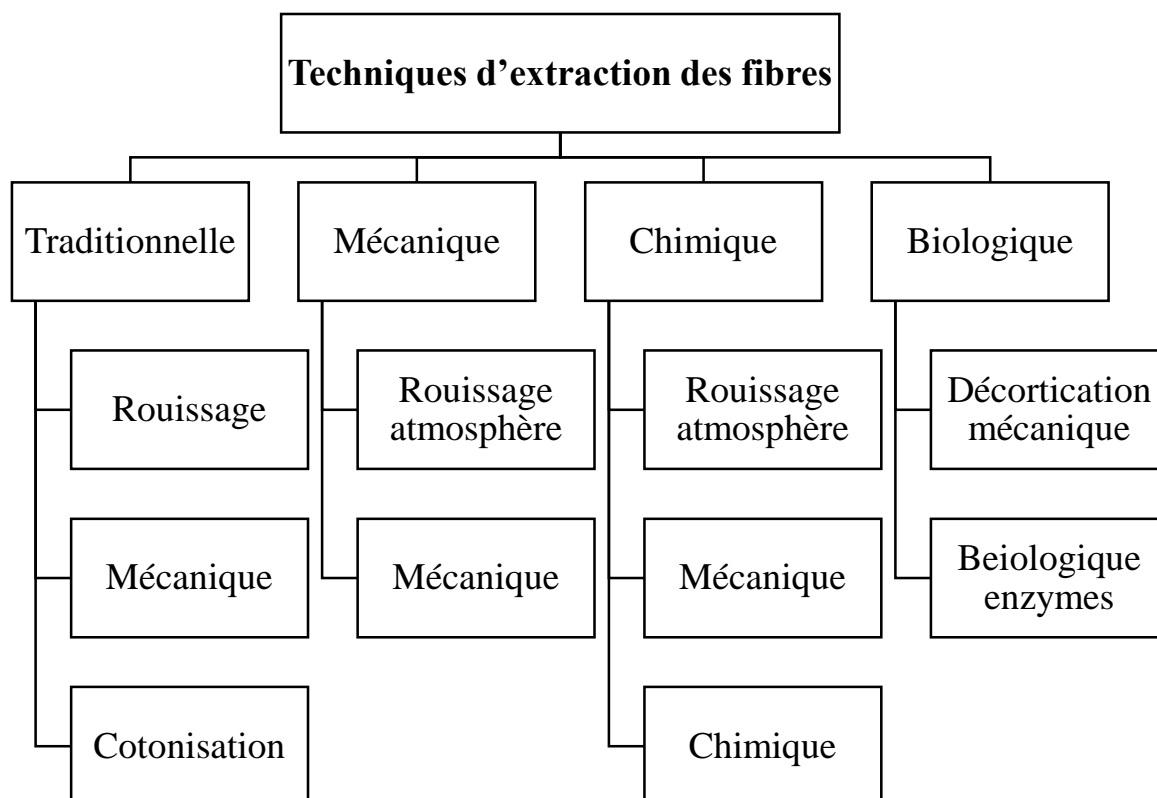 Techniques d’extraction des fibres
Traditionnelle
Mécanique
Chimique
Biologique
Rouissage
Rouissage
atmosphère
Rouissage
atmosphère
Décortication
mécanique
Mécanique
Mécanique
Mécanique
Beiologique
enzymes
Cotonisation
Chimique